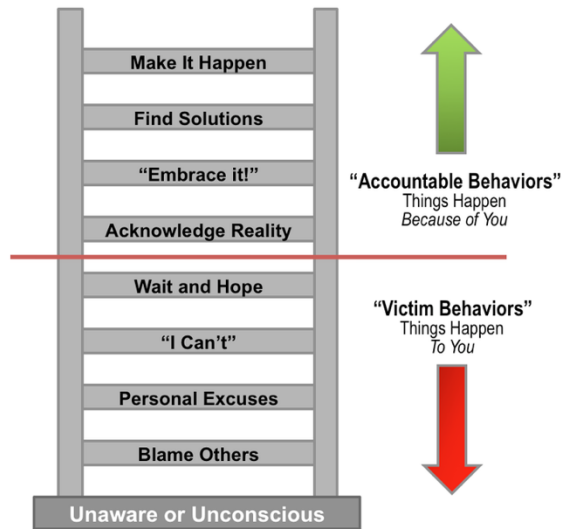 Make It Happen
Find Solutions
“Embrace it!”
Acknowledge Reality
Wait and Hope
“I Can’t”
Personal Excuses
Blame Others
Unaware or Unconscious
“Accountable Behaviors”
Things Happen
Because of You
“Victim Behaviors”
Things Happen
To You